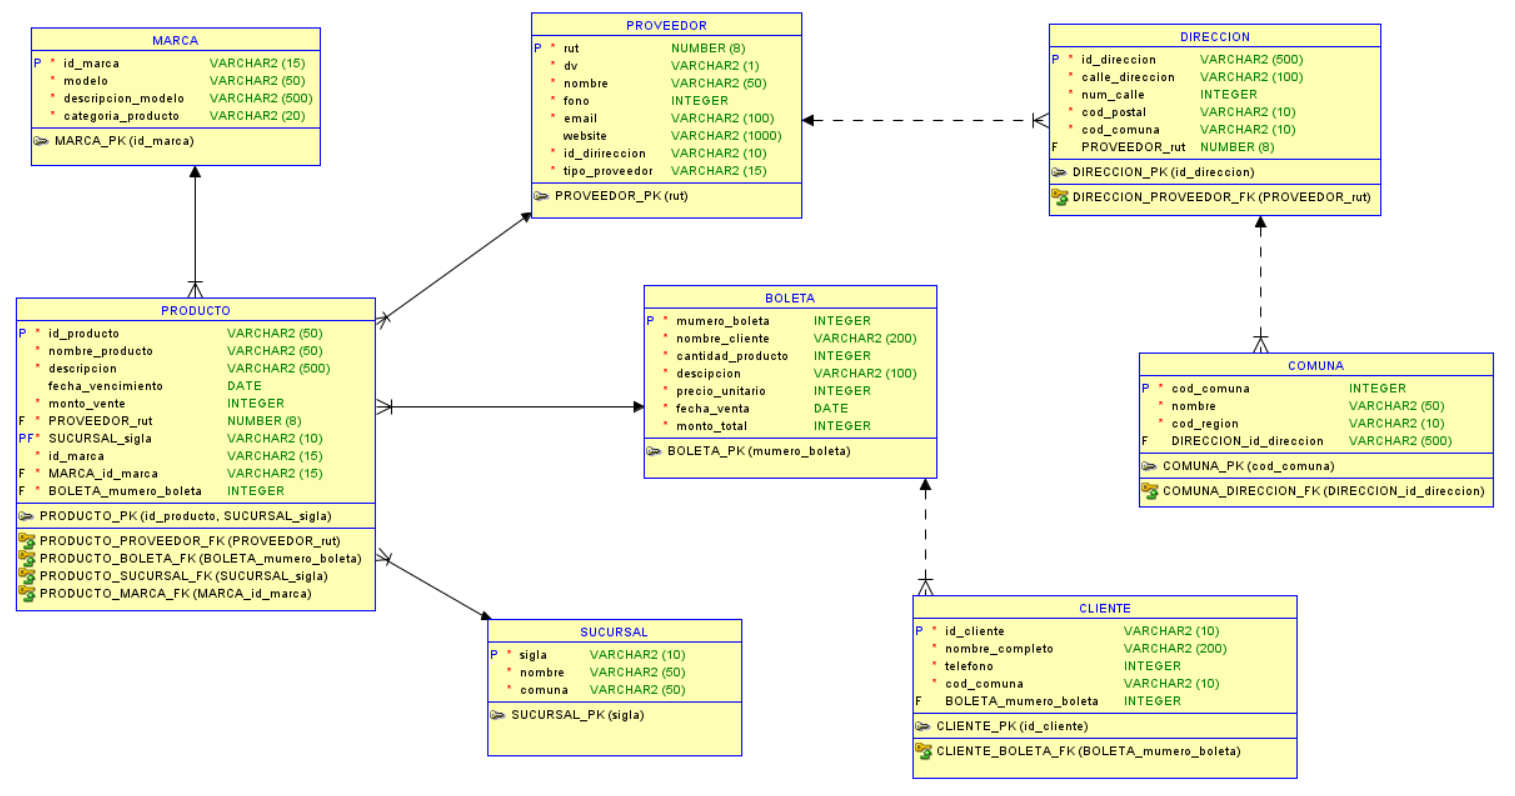 MARCA
P * id_marca VARCHAR2 (15)
* modelo VARCHAR2 (50)
* descripcion_modelo VARCHAR2 (500)
* categoria_producto VARCHAR2 (20)
MARCA_PK (id_marca)
PROVEEDOR
P * rut NUMBER (8)
* dv VARCHAR2 (1)
* nombre VARCHAR2 (50)
* fono INTEGER
* email VARCHAR2 (100)
website VARCHAR2 (1000)
* id_dirireccion VARCHAR2 (10)
* tipo_proveedor VARCHAR2 (15)
PROVEEDOR_PK (rut)
DIRECCION
P * id_direccion VARCHAR2 (500)
* calle_direccion VARCHAR2 (100)
* num_calle INTEGER
* cod_postal VARCHAR2 (10)
* cod_comuna VARCHAR2 (10)
F PROVEEDOR_rut NUMBER (8)
DIRECCION_PK (id_direccion)
DIRECCION_PROVEEDOR_FK (PROVEEDOR_rut)
PRODUCTO
P * id_producto VARCHAR2 (50)
* nombre_producto VARCHAR2 (50)
* descripcion VARCHAR2 (500)
fecha_vencimiento DATE
* monto_vente INTEGER
F * PROVEEDOR_rut NUMBER (8)
PF* SUCURSAL_sigla VARCHAR2 (10)
* id_marca VARCHAR2 (15)
F * MARCA_id_marca VARCHAR2 (15)
F * BOLETA_mumero_boleta INTEGER
PRODUCTO_PK (id_producto, SUCURSAL_sigla)
PRODUCTO_PROVEEDOR_FK (PROVEEDOR_rut)
PRODUCTO_BOLETA_FK (BOLETA_mumero_boleta)
PRODUCTO_SUCURSAL_FK (SUCURSAL_sigla)
PRODUCTO_MARCA_FK (MARCA_id_marca)
BOLETA
P * mumero_boleta INTEGER
* nombre_cliente VARCHAR2 (200)
* cantidad_producto INTEGER
* descipcion VARCHAR2 (100)
* precio_unitario INTEGER
* fecha_venta DATE
* monto_total INTEGER
BOLETA_PK (mumero_boleta)
COMUNA
P * cod_comuna INTEGER
* nombre VARCHAR2 (50)
* cod_region VARCHAR2 (10)
F DIRECCION_id_direccion VARCHAR2 (500)
COMUNA_PK (cod_comuna)
COMUNA_DIRECCION_FK (DIRECCION_id_direccion)
SUCURSAL
P * sigla VARCHAR2 (10)
* nombre VARCHAR2 (50)
* comuna VARCHAR2 (50)
SUCURSAL_PK (sigla)
CLIENTE
P * id_cliente VARCHAR2 (10)
* nombre_completo VARCHAR2 (200)
* telefono INTEGER
* cod_comuna VARCHAR2 (10)
F BOLETA_mumero_boleta INTEGER
CLIENTE_PK (id_cliente)
CLIENTE_BOLETA_FK (BOLETA_mumero_boleta)